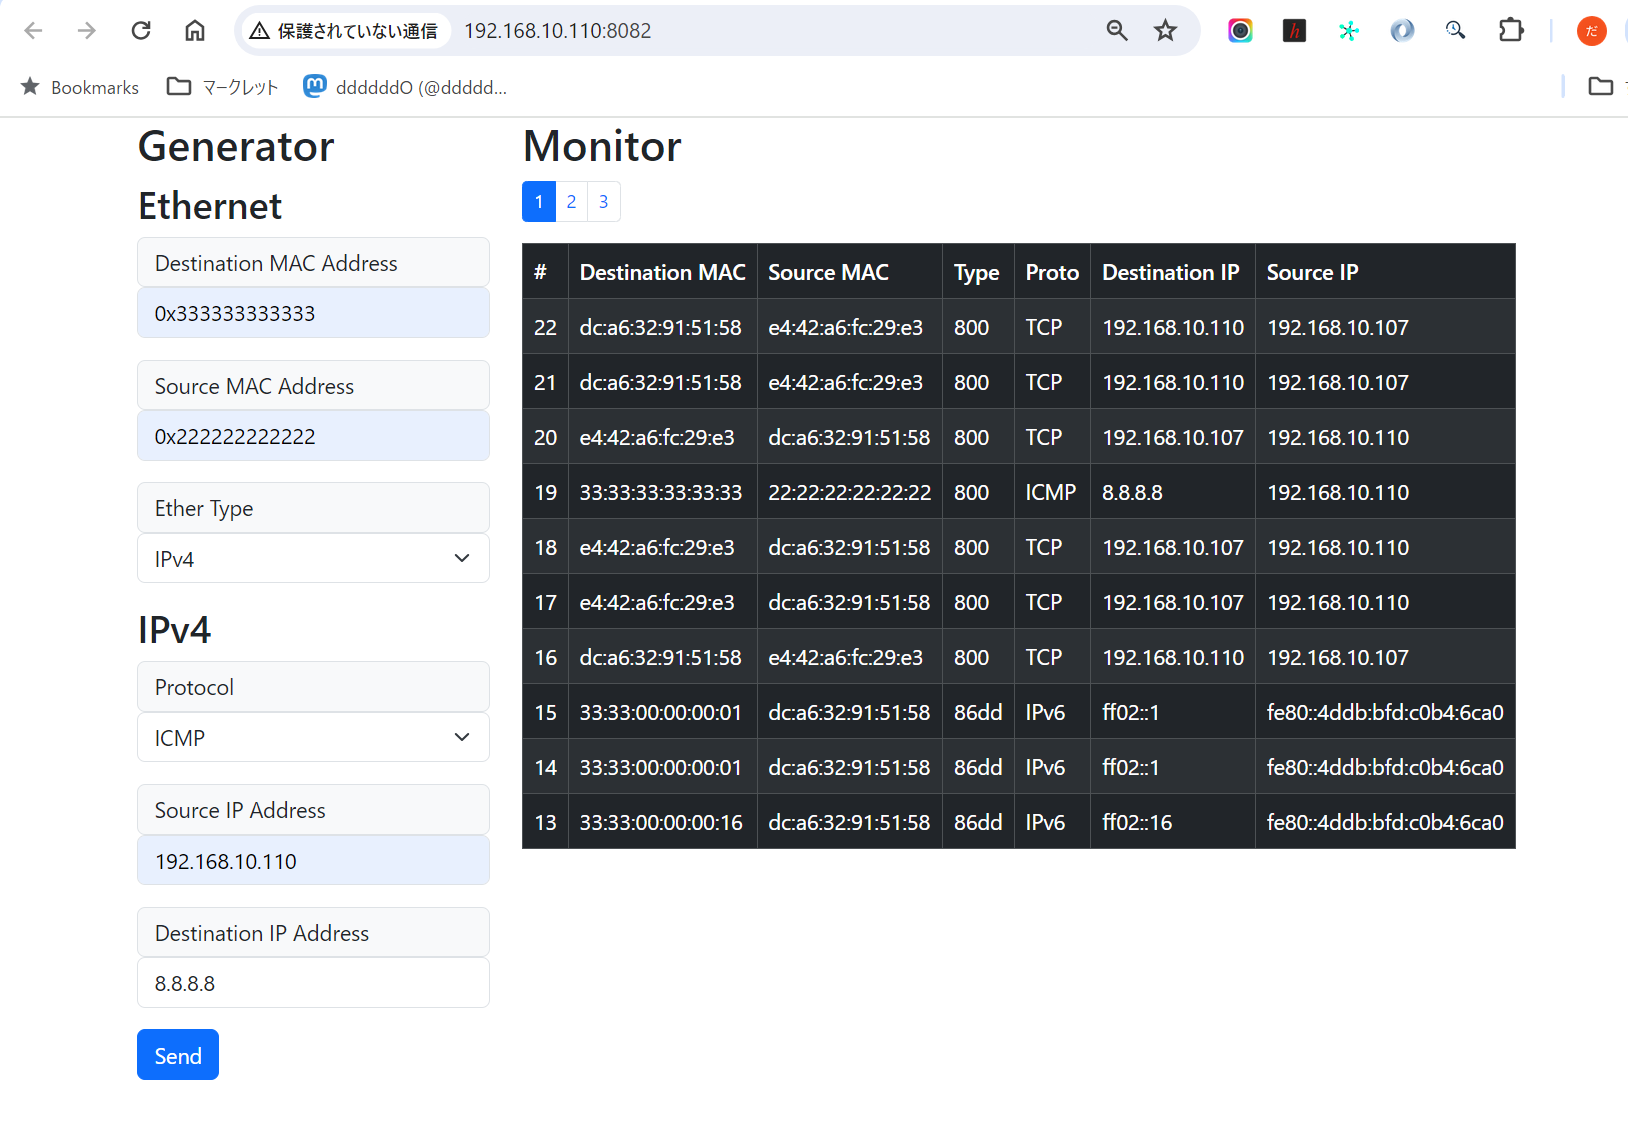 保護されていない通信 192.168.10.110:8082
だ
Bookmarks マークレット ddddddO (@ddddd...
Generator
Ethernet
Destination MAC Address
0x333333333333
Source MAC Address
0x222222222222
Ether Type
IPv4
IPv4
Protocol
ICMP
Source IP Address
192.168.10.110
Destination IP Address
8.8.8.8
Send
Monitor
1 2 3
# Destination MAC Source MAC Type Proto Destination IP Source IP
22 dc:a6:32:91:51:58 e4:42:a6:fc:29:e3 800 TCP 192.168.10.110 192.168.10.107
21 dc:a6:32:91:51:58 e4:42:a6:fc:29:e3 800 TCP 192.168.10.110 192.168.10.107
20 e4:42:a6:fc:29:e3 dc:a6:32:91:51:58 800 TCP 192.168.10.107 192.168.10.110
19 33:33:33:33:33:33 22:22:22:22:22:22 800 ICMP 8.8.8.8 192.168.10.110
18 e4:42:a6:fc:29:e3 dc:a6:32:91:51:58 800 TCP 192.168.10.107 192.168.10.110
17 e4:42:a6:fc:29:e3 dc:a6:32:91:51:58 800 TCP 192.168.10.107 192.168.10.110
16 dc:a6:32:91:51:58 e4:42:a6:fc:29:e3 800 TCP 192.168.10.110 192.168.10.107
15 33:33:00:00:00:01 dc:a6:32:91:51:58 86dd IPv6 ff02::1 fe80::4ddb:bfd:c0b4:6ca0
14 33:33:00:00:00:01 dc:a6:32:91:51:58 86dd IPv6 ff02::1 fe80::4ddb:bfd:c0b4:6ca0
13 33:33:00:00:00:16 dc:a6:32:91:51:58 86dd IPv6 ff02::16 fe80::4ddb:bfd:c0b4:6ca0